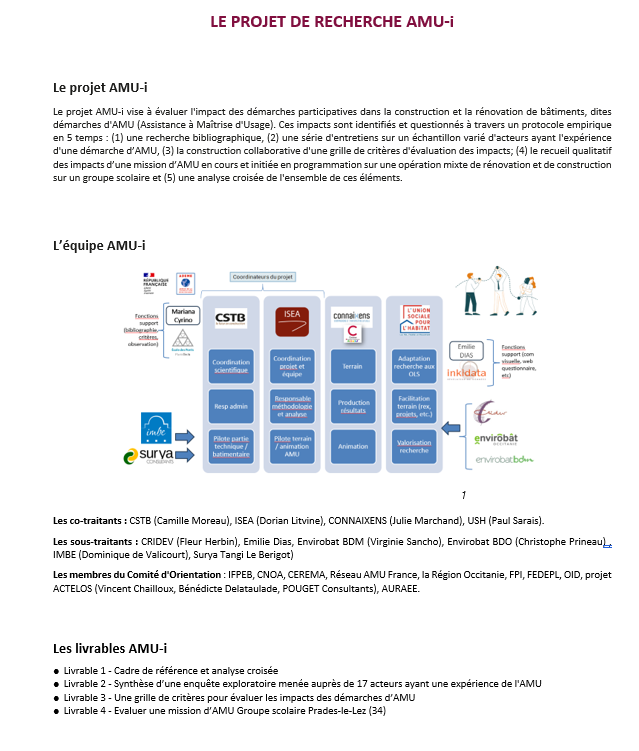 LE PROJET DE RECHERCHE AMU-i
Le projet AMU-i
Le projet AMU-i vise à évaluer l'impact des démarches participatives dans la construction et la rénovation de bâtiments, dites
démarches d'AMU (Assistance à Maîtrise d'Usage). Ces impacts sont identifiés et questionnés à travers un protocole empirique
en 5 temps : (1) une recherche bibliographique, (2) une série d'entretiens sur un échantillon varié d'acteurs ayant l'expérience
d'une démarche d'AMU, (3) la construction collaborative d'une grille de critères d'évaluation des impacts; (4) le recueil qualitatif
des impacts d'une mission d'AMU en cours et initiée en programmation sur une opération mixte de rénovation et de construction
sur un groupe scolaire et (5) une analyse croisée de l'ensemble de ces éléments.
L'équipe AMU-i
Coordinateurs du projet
RÉPUBLIQUE
FRANÇAISE
ADEME
Fonctions
support
(bibliographie,
critères,
observation)
Mariana
Cyrino
CSTB
ISEA
connaixens
L'UNION
SOCIALE
POUR
L'HABITAT
Coordination
scientifique
Coordination
projet et
équipe
Terrain
Adaptation
recherche aux
OLS
Resp admin
Responsable
méthodologie
et analyse
Production
résultats
Facilitation
terrain (rex,
projets, etc.)
Pilote partie
technique /
batimentaire
Pilote terrain
/ animation
AMU
Animation
Valorisation
recherche
Emilie
DIAS
inkidata
Fonctions
support (com
visuelle, web
questionnaire,
etc)
imbe
surya
CONSULTANTS
envirobat
OCCITANIE
envirobatbdm
1
Les co-traitants : CSTB (Camille Moreau), ISEA (Dorian Litvine), CONNAIXENS (Julie Marchand), USH (Paul Sarais).
Les sous-traitants : CRIDEV (Fleur Herbin), Emilie Dias, Envirobat BDM (Virginie Sancho), Envirobat BDO (Christophe Prineau),
IMBE (Dominique de Valicourt), Surya Tangi Le Berigot)
Les membres du Comité d'Orientation : IFPEB, CNOA, CEREMA, Réseau AMU France, la Région Occitanie, FPI, FEDEPL, OID, projet
ACTELOS (Vincent Chailloux, Bénédicte Delataulade, POUGET Consultants), AURAEE.
Les livrables AMU-i
● Livrable 1 - Cadre de référence et analyse croisée
● Livrable 2 - Synthèse d'une enquête exploratoire menée auprès de 17 acteurs ayant une expérience de l'AMU
● Livrable 3 - Une grille de critères pour évaluer les impacts des démarches d'AMU
● Livrable 4 - Evaluer une mission d'AMU Groupe scolaire Prades-le-Lez (34)